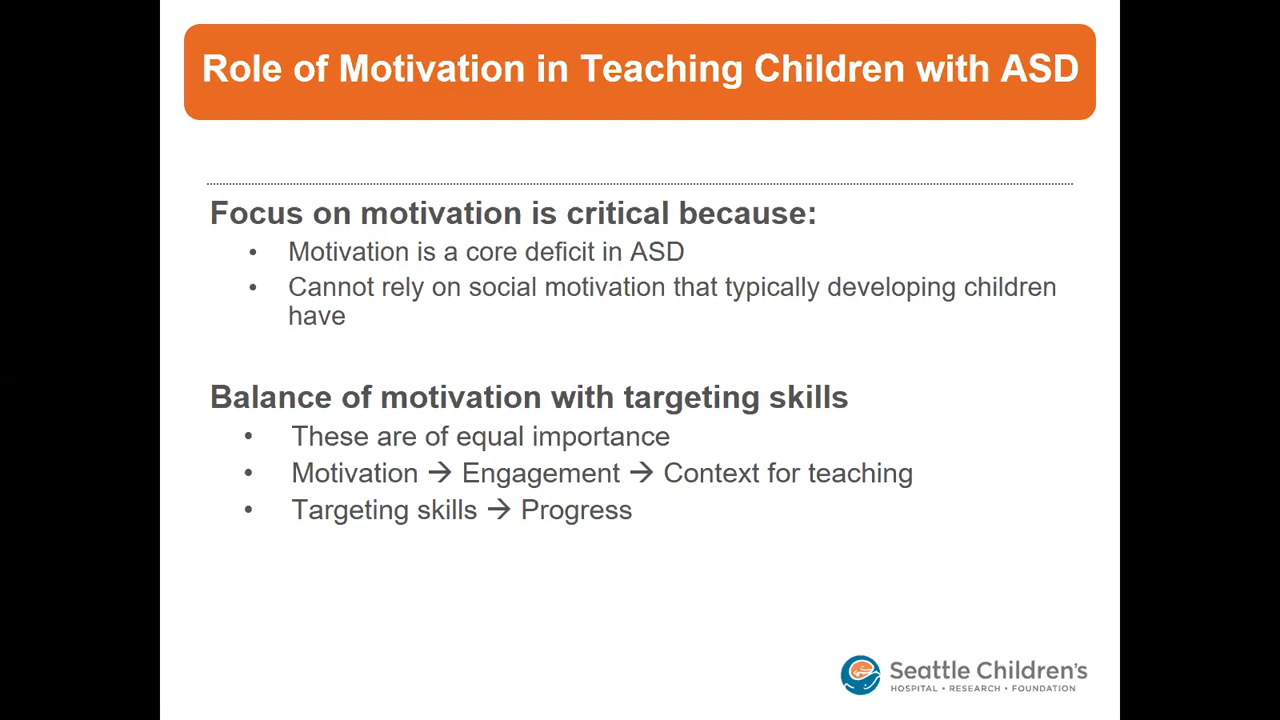 Role of Motivation in Teaching Children with ASD
Focus on motivation is critical because:
• Motivation is a core deficit in ASD
• Cannot rely on social motivation that typically developing children
have
Balance of motivation with targeting skills
• These are of equal importance
• Motivation → Engagement → Context for teaching
• Targeting skills → Progress
Seattle Children's
HOSPITAL • RESEARCH • FOUNDATION